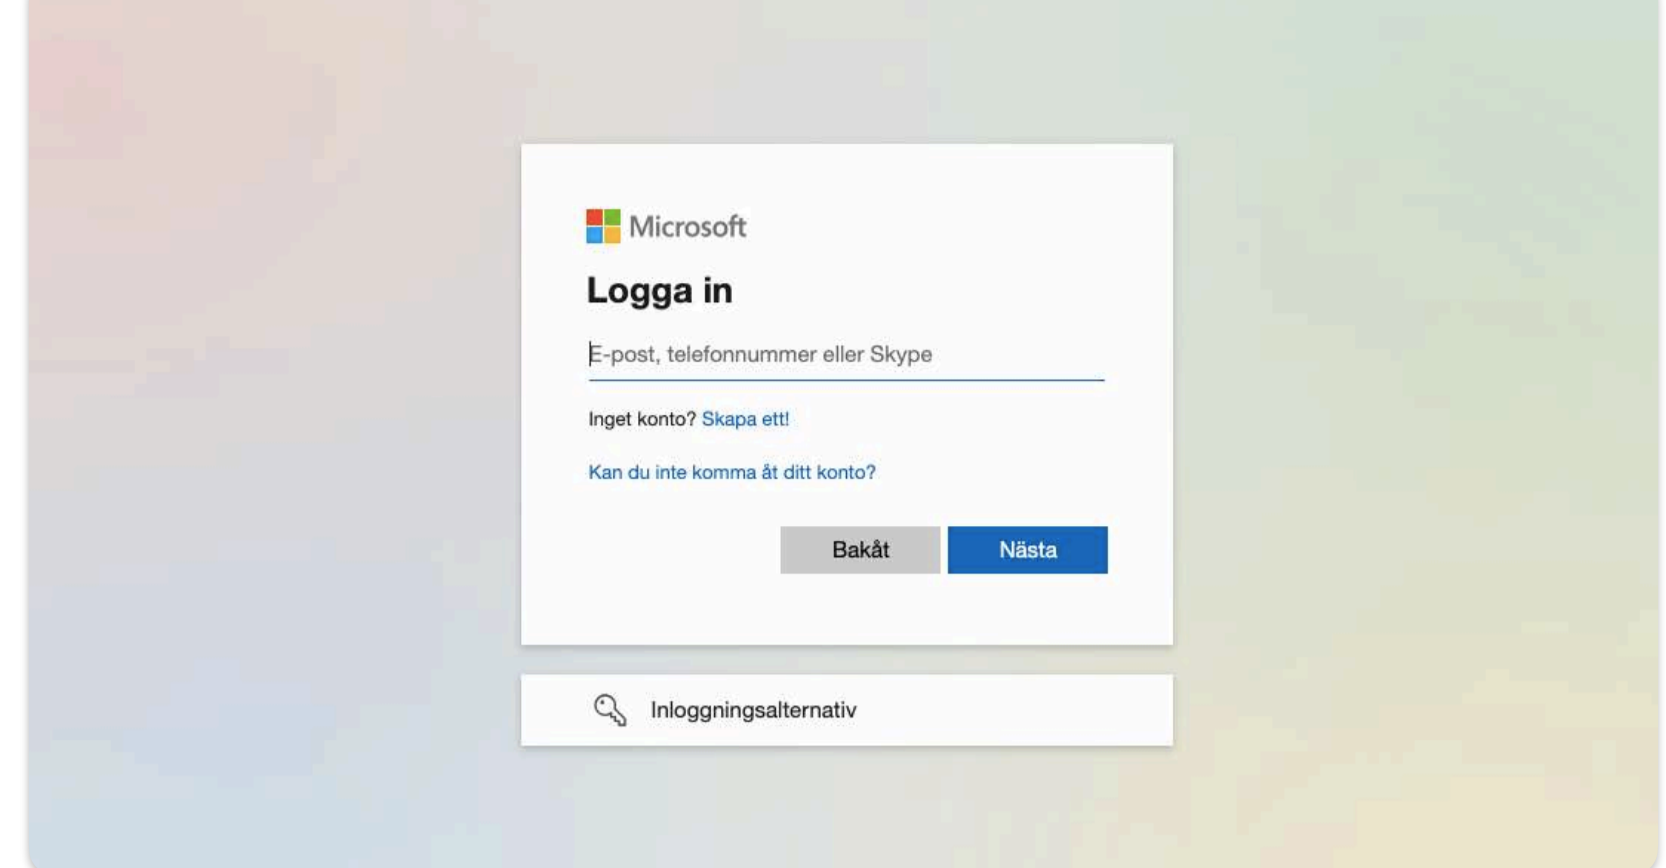 Microsoft
Logga in
E-post, telefonnummer eller Skype
Inget konto? Skapa ett!
Kan du inte komma åt ditt konto?
Bakåt Nästa
Inloggningsalternativ